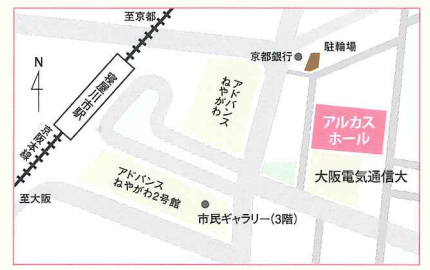 至京都
N
寝屋川市駅
京阪本線
至大阪
アドバンス
ねやがわ
京都銀行
駐輪場
アルカス
ホール
大阪電気通信大
アドバンス
ねやがわ2号館
市民ギャラリー(3階)